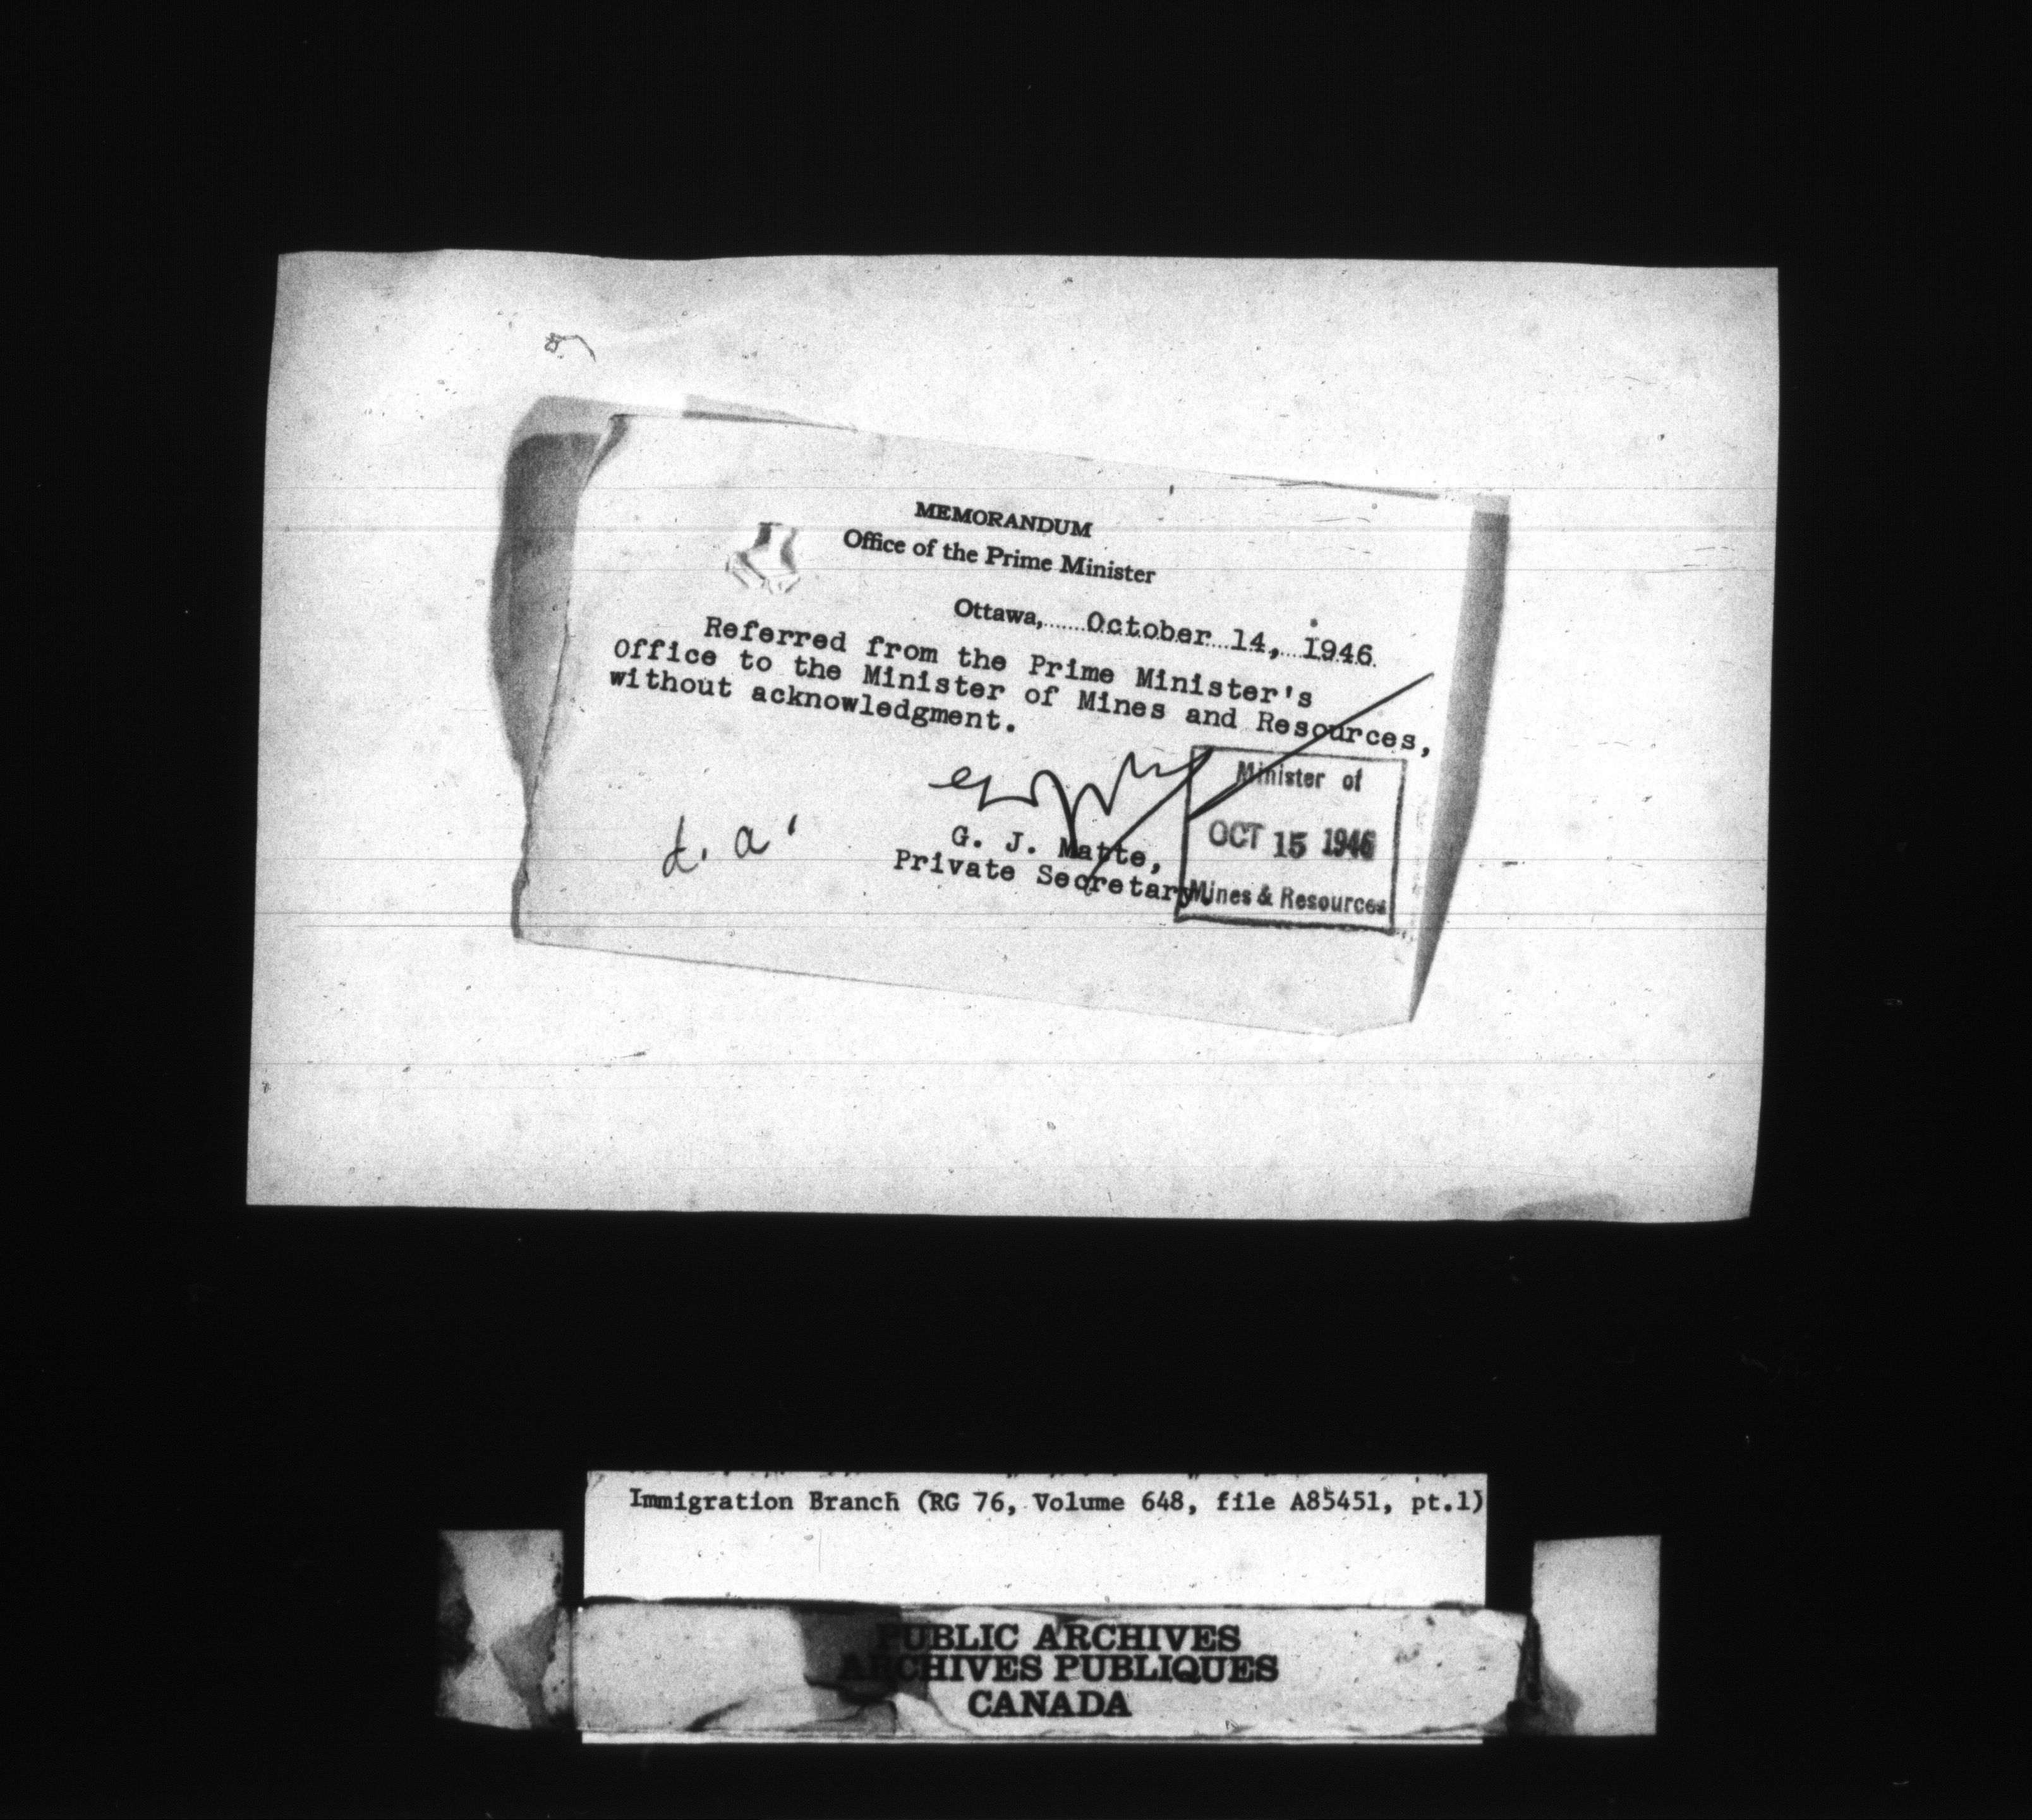 MEMORANDUM
Office of the Prime Minister
Ottawa, October 14, 1946
Referred from the Prime Minister's
Office to the Minister of Mines and Resources,
without acknowledgment.
G. J. Matte,
Private Secretary.
Minister of
OCT 15 1946
Mines & Resources
Immigration Branch (RG 76, Volume 648, file A85451, pt.1)
PUBLIC ARCHIVES
ARCHIVES PUBLIQUES
CANADA